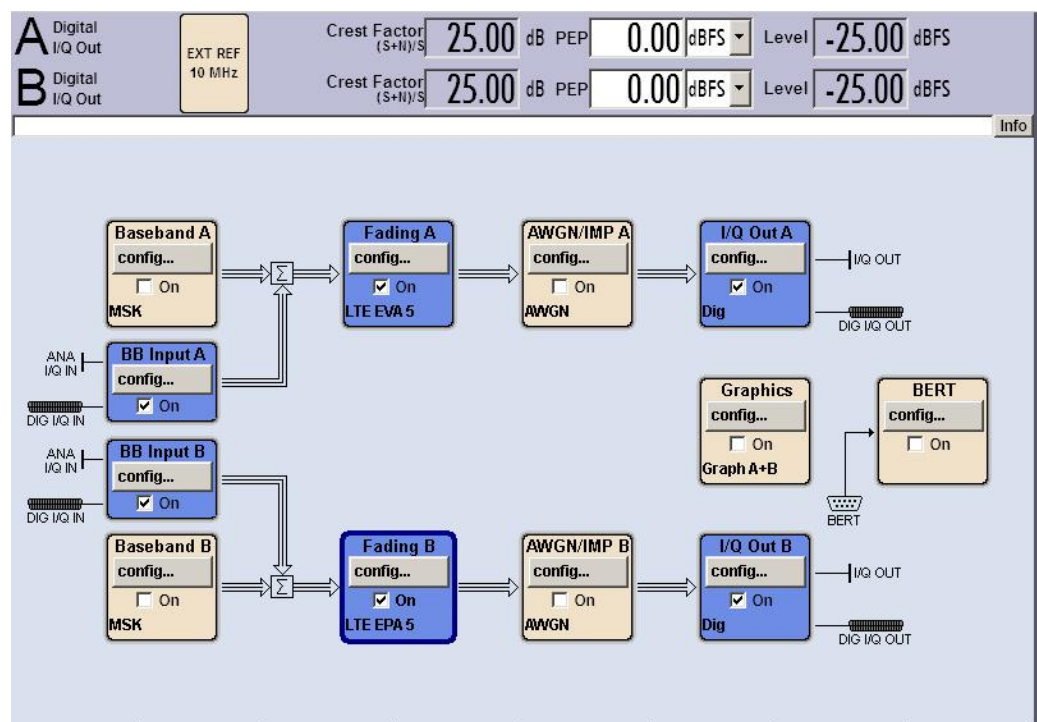 A Digital I/Q Out
EXT REF 10 MHz
Crest Factor (S+N)/S 25.00 dB PEP 0.00 dBFS Level -25.00 dBFS
B Digital I/Q Out
Crest Factor (S+N)/S 25.00 dB PEP 0.00 dBFS Level -25.00 dBFS
Info
Baseband A
config...
On
MSK
Σ
Fading A
config...
On
LTE EVA 5
AWGN/IMP A
config...
On
AWGN
I/Q Out A
config...
On
Dig
I/Q OUT
DIG I/Q OUT
ANA I/Q IN
DIG I/Q IN
BB Input A
config...
On
Graphics
config...
On
Graph A+B
BERT
config...
On
BERT
ANA I/Q IN
DIG I/Q IN
BB Input B
config...
On
Baseband B
config...
On
MSK
Σ
Fading B
config...
On
LTE EPA 5
AWGN/IMP B
config...
On
AWGN
I/Q Out B
config...
On
Dig
I/Q OUT
DIG I/Q OUT